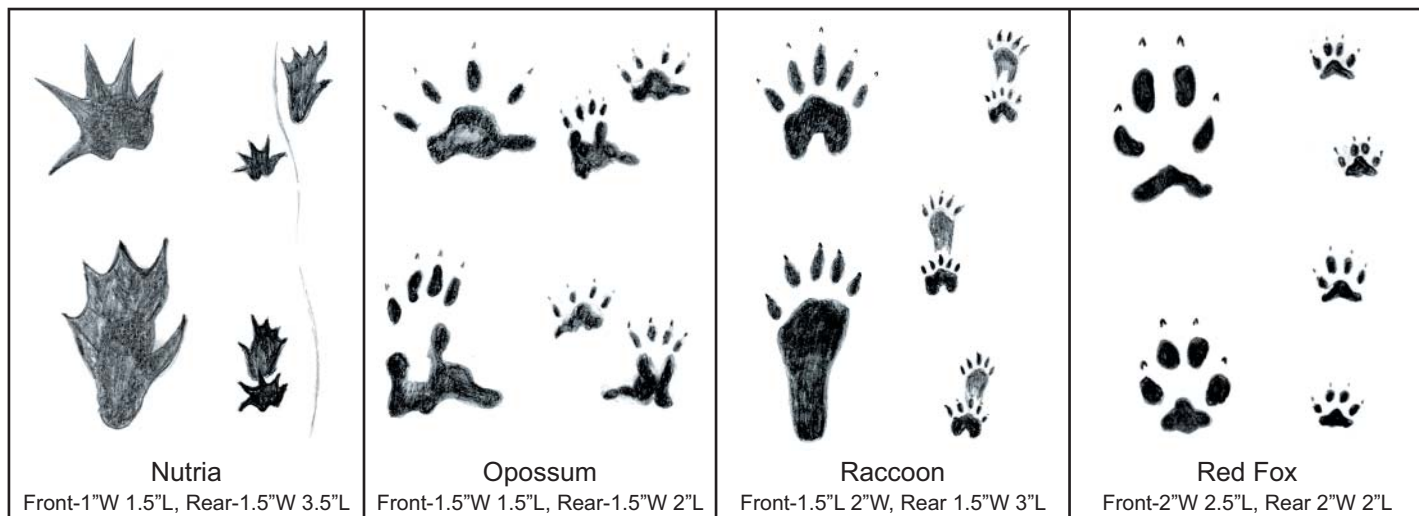 Nutria
Front-1”W 1.5”L, Rear-1.5”W 3.5”L
Opossum
Front-1.5”W 1.5”L, Rear-1.5”W 2”L
Raccoon
Front-1.5”L 2”W, Rear 1.5”W 3”L
Red Fox
Front-2”W 2.5”L, Rear 2”W 2”L